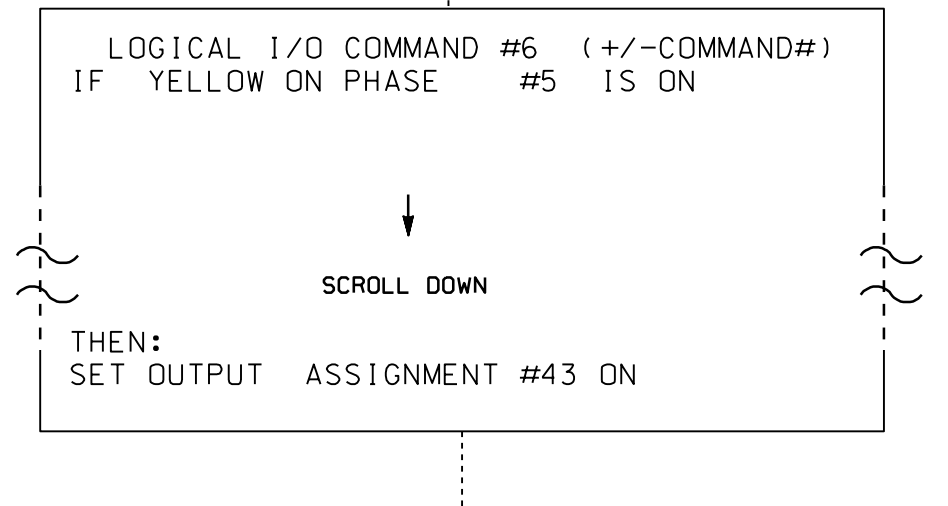 LOGICAL I/O COMMAND #6 (+/-COMMAND#)
IF YELLOW ON PHASE #5 IS ON
SCROLL DOWN
THEN:
SET OUTPUT ASSIGNMENT #43 ON